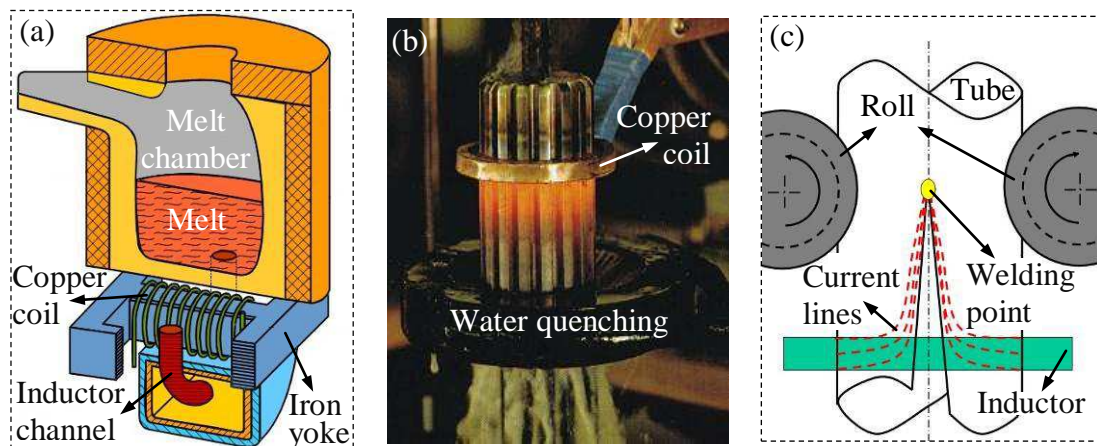 (a)
Melt
chamber
Melt
Copper
coil
Inductor
channel
Iron
yoke
(b)
Copper
coil
Water quenching
(c)
Tube
Roll
Current
lines
Welding
point
Inductor